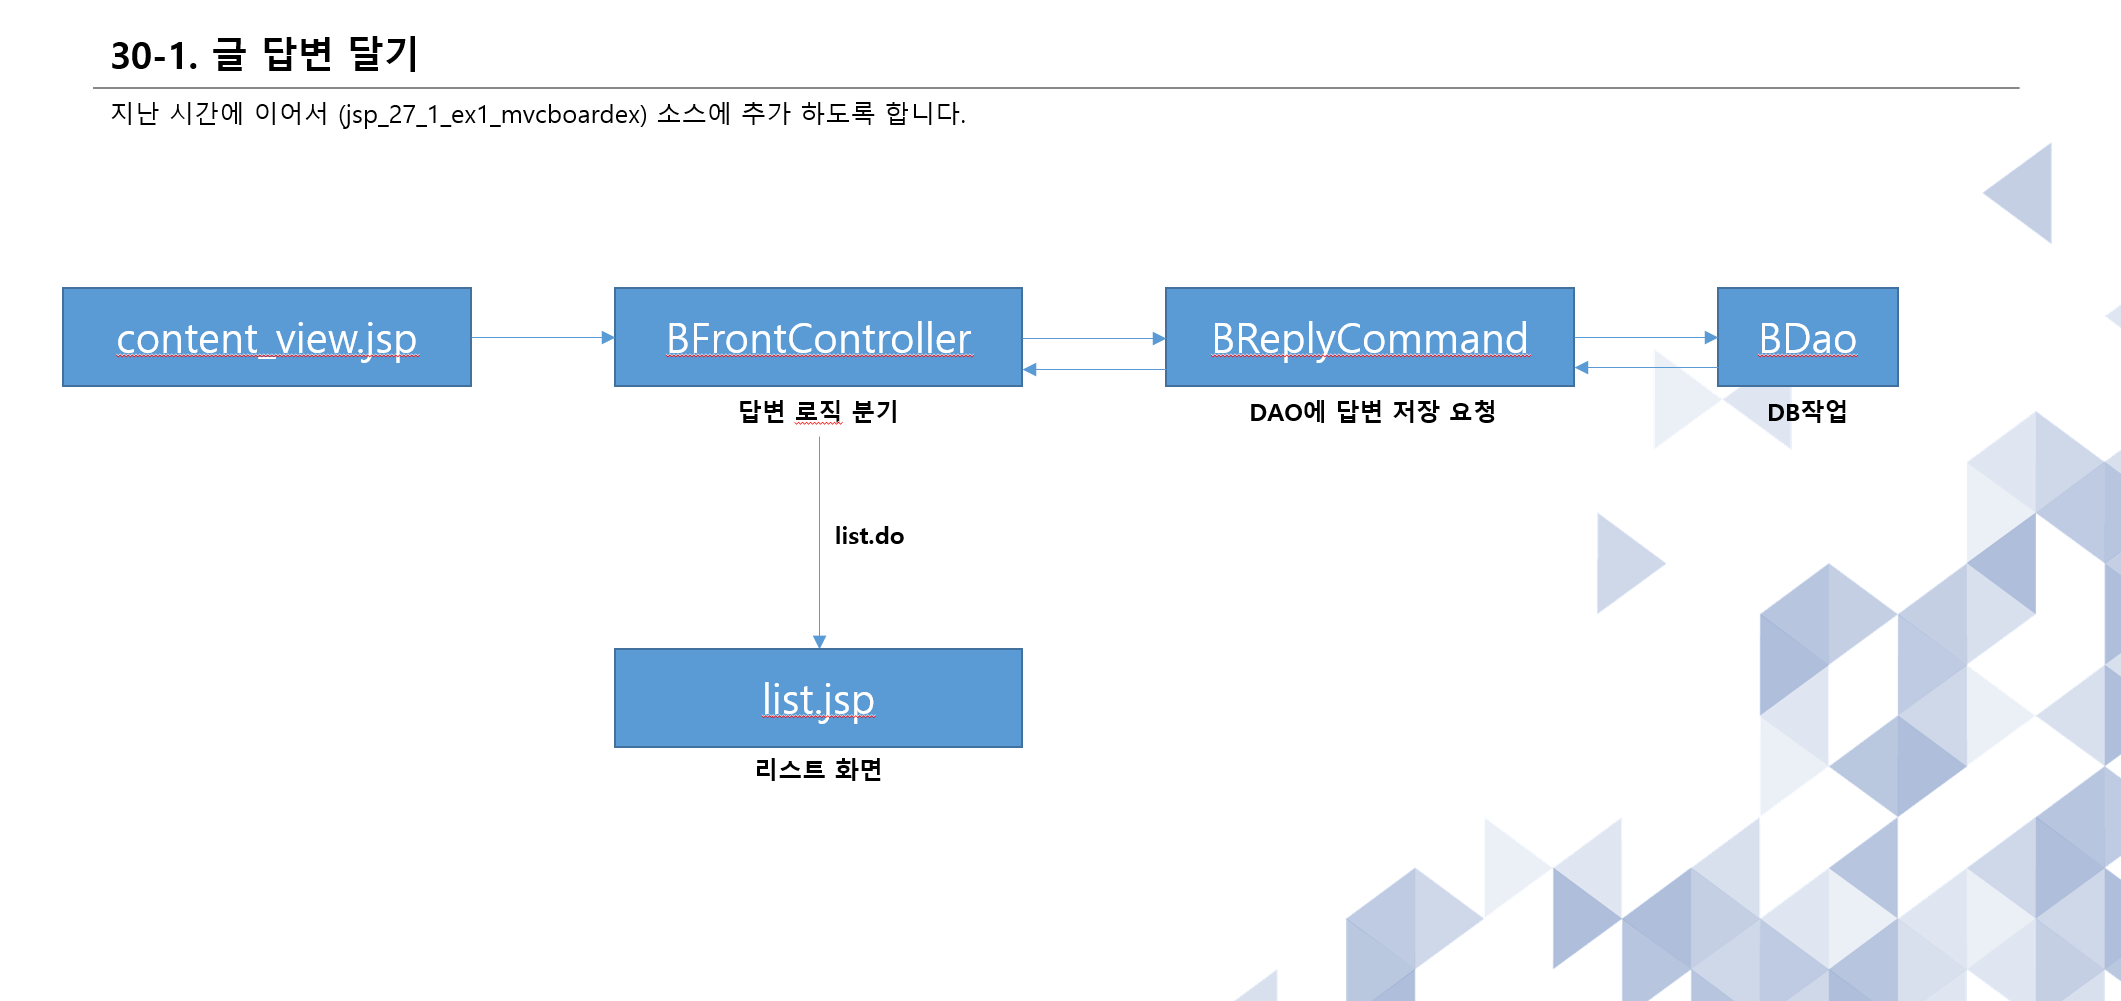 30-1. 글 답변 달기
지난 시간에 이어서 (jsp_27_1_ex1_mvcboardex) 소스에 추가 하도록 합니다.
content_view.jsp
BFrontController
BReplyCommand
BDao
답변 로직 분기
DAO에 답변 저장 요청
DB작업
list.do
list.jsp
리스트 화면